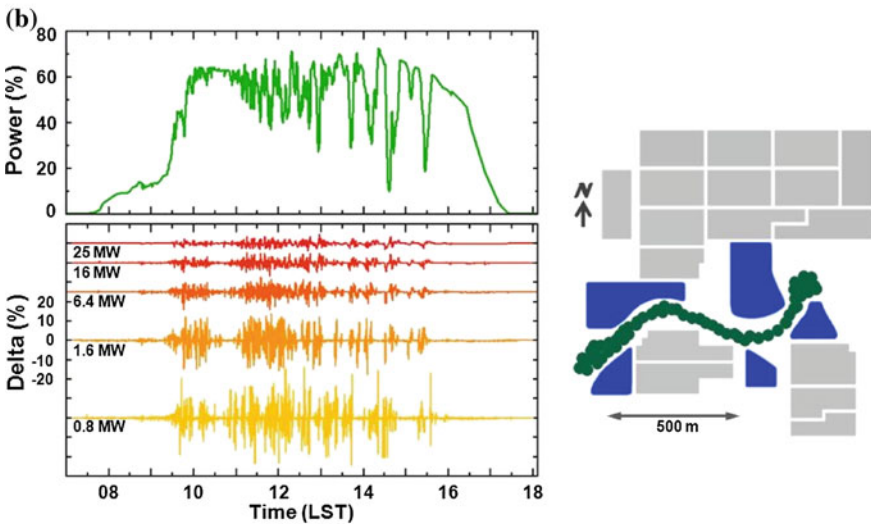 (b)
80
60
40
20
0
Power (%)
25 MW
16 MW
6.4 MW
1.6 MW
0.8 MW
20
10
0
-10
-20
Delta (%)
08 10 12 14 16 18
Time (LST)
N
500 m